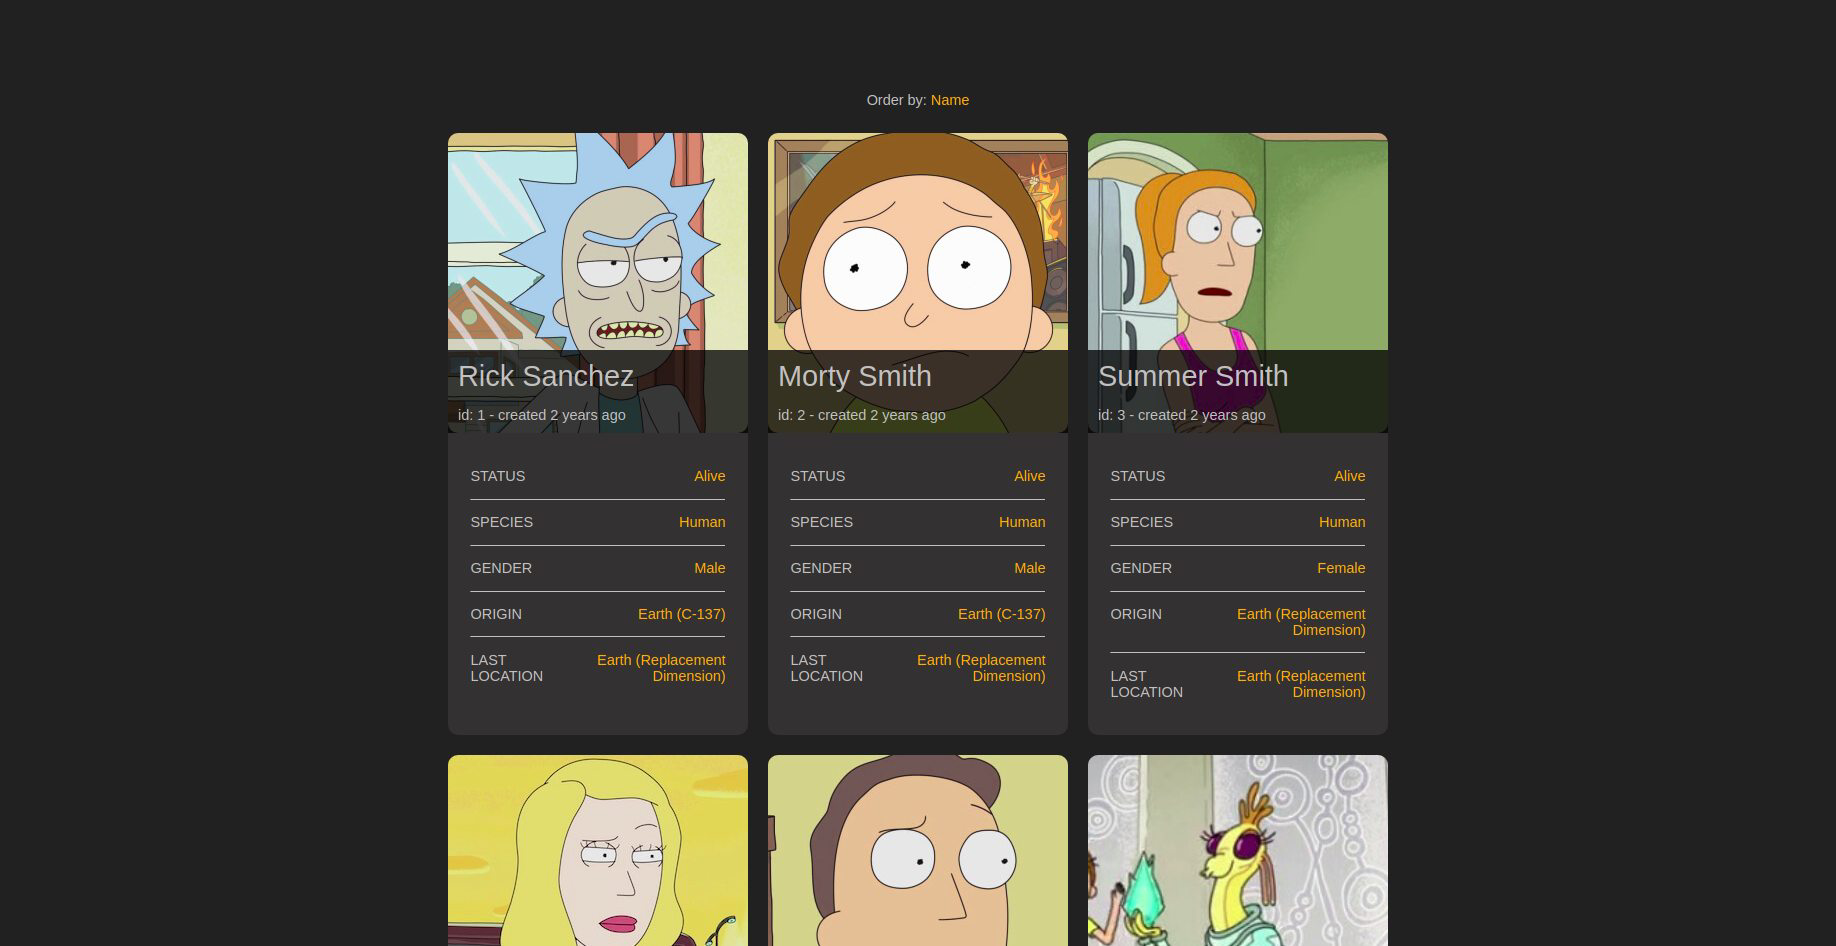 Order by: Name
Rick Sanchez
id: 1 - created 2 years ago
STATUS Alive
SPECIES Human
GENDER Male
ORIGIN Earth (C-137)
LAST Earth (Replacement
LOCATION Dimension)
Morty Smith
id: 2 - created 2 years ago
STATUS Alive
SPECIES Human
GENDER Male
ORIGIN Earth (C-137)
LAST Earth (Replacement
LOCATION Dimension)
Summer Smith
id: 3 - created 2 years ago
STATUS Alive
SPECIES Human
GENDER Female
ORIGIN Earth (Replacement
Dimension)
LAST Earth (Replacement
LOCATION Dimension)